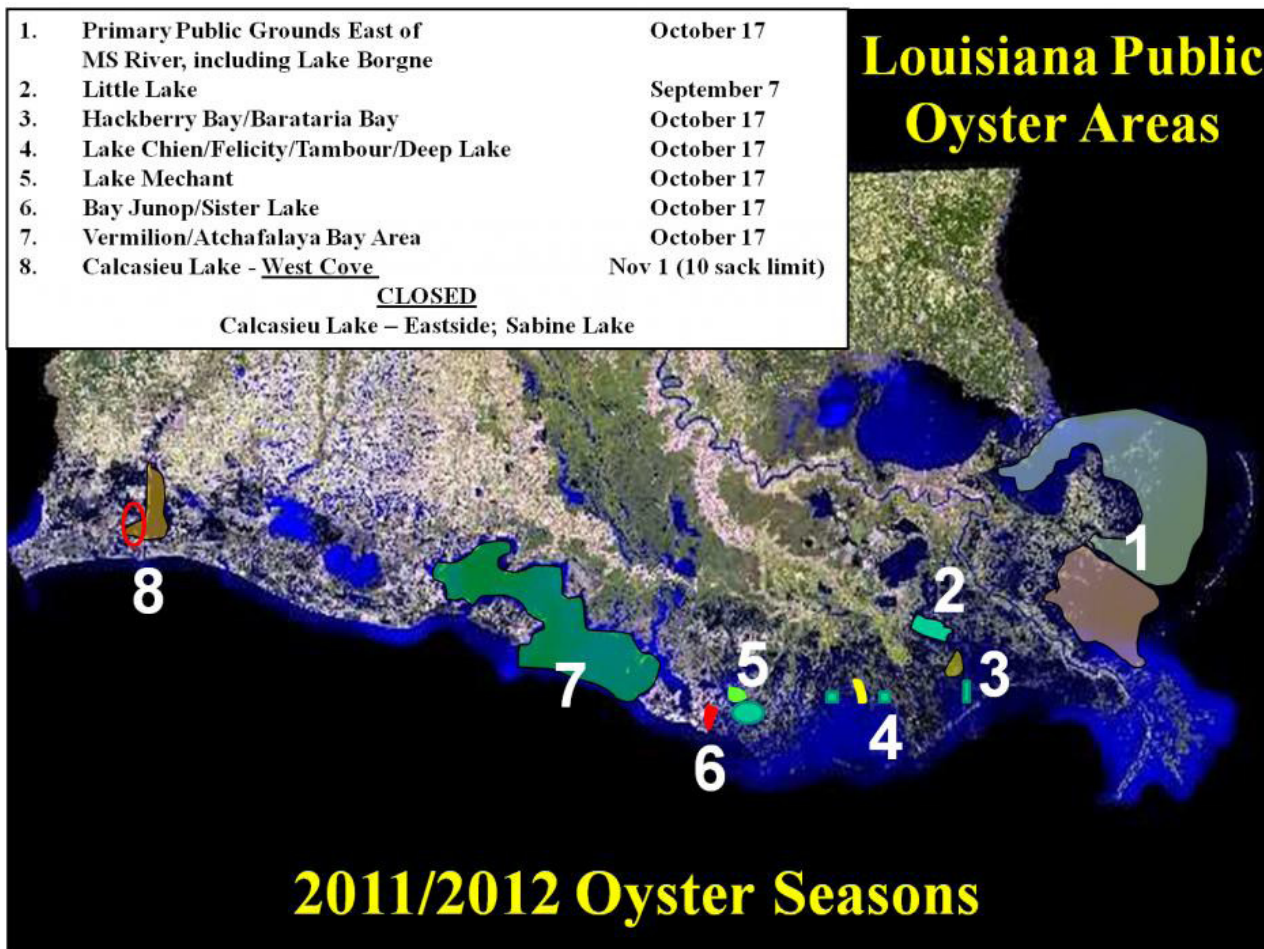 1. Primary Public Grounds East of October 17
MS River, including Lake Borgne
2. Little Lake September 7
3. Hackberry Bay/Barataria Bay October 17
4. Lake Chien/Felicity/Tambour/Deep Lake October 17
5. Lake Mechant October 17
6. Bay Junop/Sister Lake October 17
7. Vermilion/Atchafalaya Bay Area October 17
8. Calcasieu Lake - West Cove Nov 1 (10 sack limit)
CLOSED
Calcasieu Lake – Eastside; Sabine Lake
Louisiana Public
Oyster Areas
1
2
3
4
5
6
7
8
2011/2012 Oyster Seasons